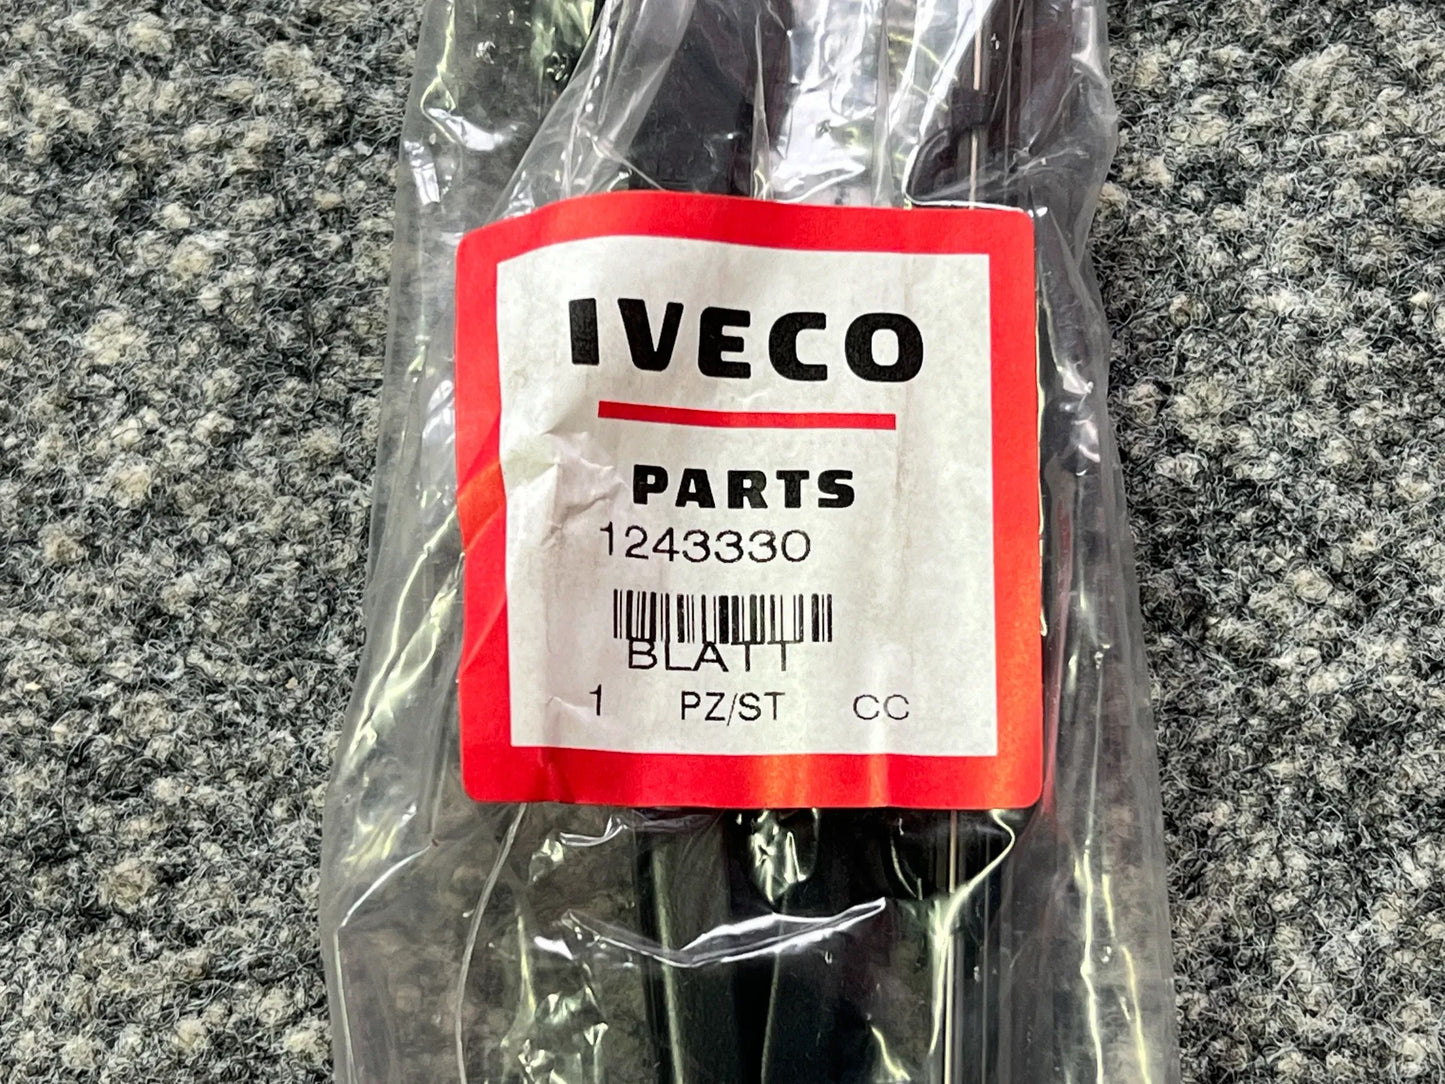 IVECO
PARTS
1243330
BLATT
1 PZ/ST CC